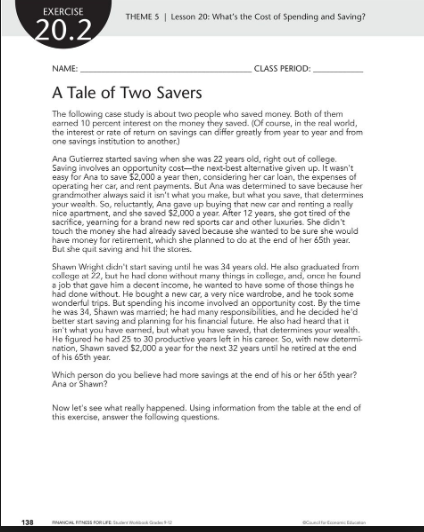 EXERCISE
20.2
THEME 5 | Lesson 20: What's the Cost of Spending and Saving?
NAME: CLASS PERIOD:
A Tale of Two Savers
The following case study is about two people who saved money. Both of them
earned 10 percent interest on the money they saved. (Of course, in the real world,
the interest or rate of return on savings can differ greatly from year to year and from
one savings institution to another.)
Ana Gutierrez started saving when she was 22 years old, right out of college.
Saving involves an opportunity cost—the next-best alternative given up. It wasn't
easy for Ana to save $2,000 a year then, considering her car loan, the expenses of
operating her car, and rent payments. But Ana was determined to save because her
grandmother always said it isn't what you make, but what you save, that determines
your wealth. So, reluctantly, Ana gave up buying that new car and renting a really
nice apartment, and she saved $2,000 a year. After 12 years, she got tired of the
sacrifice, yearning for a brand new red sports car and other luxuries. She didn't
touch the money she had already saved because she wanted to be sure she would
have money for retirement, which she planned to do at the end of her 65th year.
But she quit saving and hit the stores.
Shawn Wright didn't start saving until he was 34 years old. He also graduated from
college at 22, but he had done without many things in college, and, once he found
a job that gave him a decent income, he wanted to have some of those things he
had done without. He bought a new car, a very nice wardrobe, and he took some
wonderful trips. But spending his income involved an opportunity cost. By the time
he was 34, Shawn was married; he had many responsibilities, and he decided he'd
better start saving and planning for his financial future. He also had heard that it
isn't what you have earned, but what you have saved, that determines your wealth.
He figured he had 25 to 30 productive years left in his career. So, with new determi-
nation, Shawn saved $2,000 a year for the next 32 years until he retired at the end
of his 65th year.
Which person do you believe had more savings at the end of his or her 65th year?
Ana or Shawn?
Now let's see what really happened. Using information from the table at the end of
this exercise, answer the following questions.
138 FINANCIAL FITNESS FOR LIFE Student Workbook Grades 9-12 ©Council for Economic Education